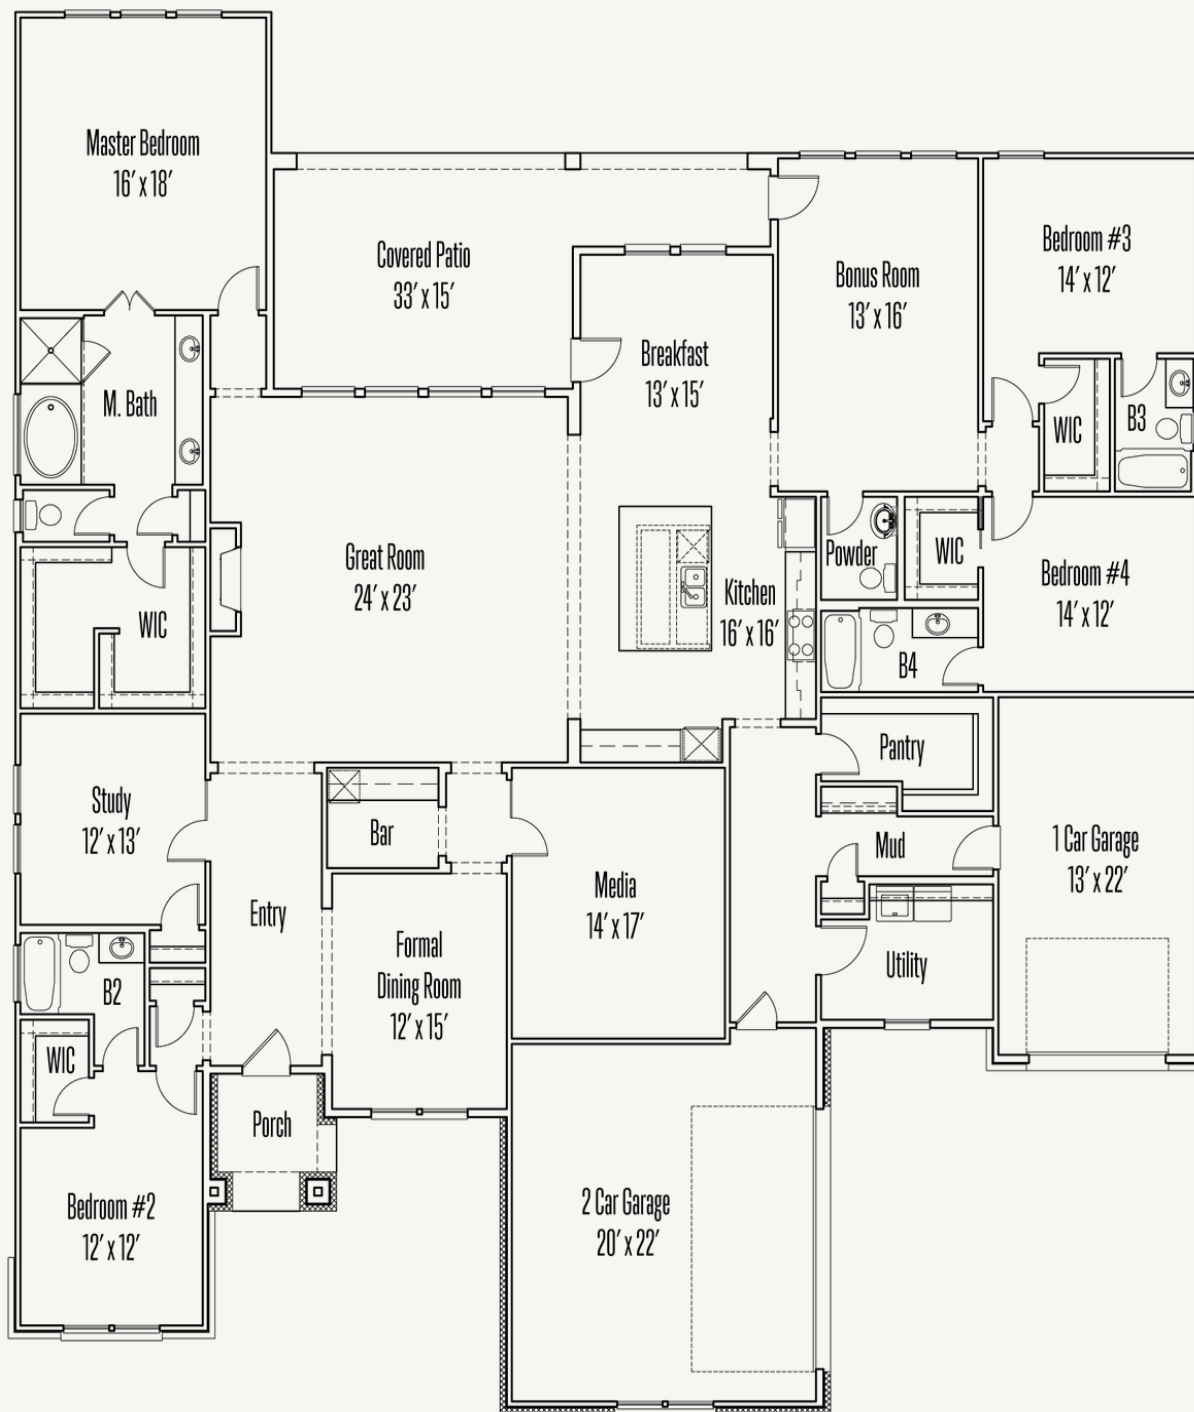 Master Bedroom
16' x 18'
Covered Patio
33' x 15'
Bonus Room
13' x 16'
Bedroom #3
14' x 12'
Breakfast
13' x 15'
M. Bath
WIC
B3
Great Room
24' x 23'
Kitchen
16' x 16'
Powder
WIC
Bedroom #4
14' x 12'
WIC
B4
Pantry
Study
12' x 13'
Bar
Mud
1 Car Garage
13' x 22'
Entry
Media
14' x 17'
Formal
Dining Room
12' x 15'
Utility
B2
WIC
Porch
Bedroom #2
12' x 12'
2 Car Garage
20' x 22'